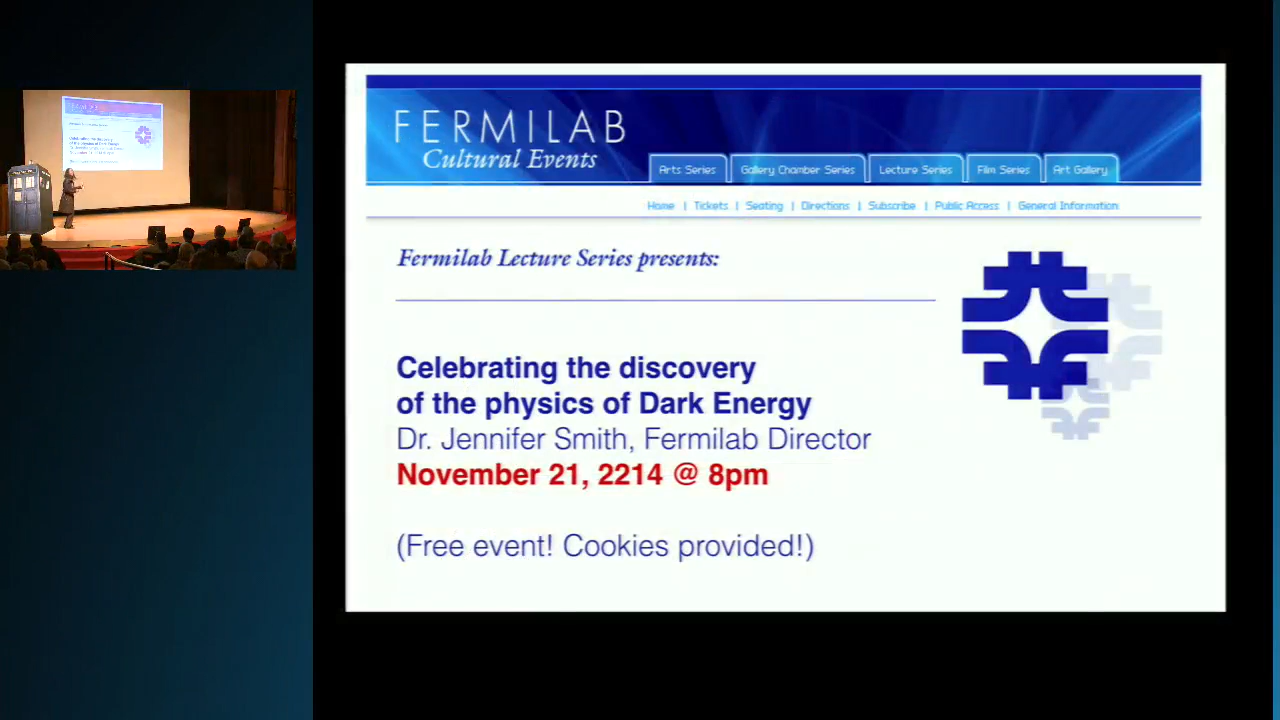 FERMILAB
Cultural Events
Arts Series
Gallery Chamber Series
Lecture Series
Film Series
Art Gallery
Home | Tickets | Seating | Directions | Subscribe | Public Access | General Information
Fermilab Lecture Series presents:
Celebrating the discovery
of the physics of Dark Energy
Dr. Jennifer Smith, Fermilab Director
November 21, 2214 @ 8pm
(Free event! Cookies provided!)